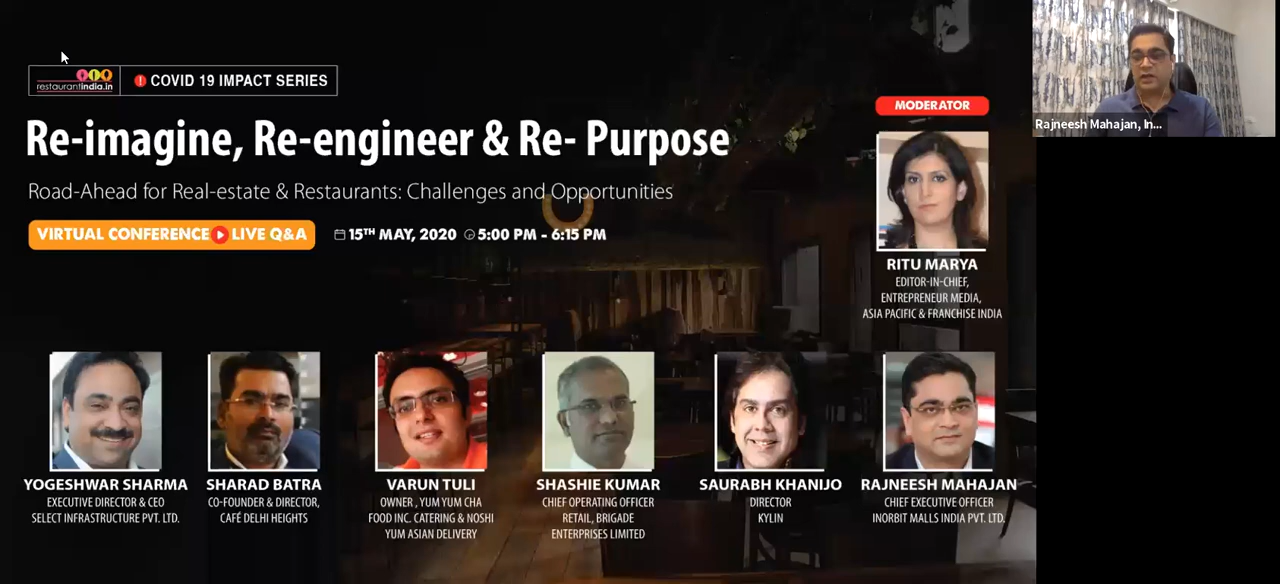 restaurantindia.in
COVID 19 IMPACT SERIES
Re-imagine, Re-engineer & Re- Purpose
Road-Ahead for Real-estate & Restaurants: Challenges and Opportunities
VIRTUAL CONFERENCE LIVE Q&A
15TH MAY, 2020 5:00 PM - 6:15 PM
MODERATOR
RITU MARYA
EDITOR-IN-CHIEF,
ENTREPRENEUR MEDIA,
ASIA PACIFIC & FRANCHISE INDIA
YOGESHWAR SHARMA
EXECUTIVE DIRECTOR & CEO
SELECT INFRASTRUCTURE PVT. LTD.
SHARAD BATRA
CO-FOUNDER & DIRECTOR,
CAFÉ DELHI HEIGHTS
VARUN TULI
OWNER , YUM YUM CHA
FOOD INC. CATERING & NOSHI
YUM ASIAN DELIVERY
SHASHIE KUMAR
CHIEF OPERATING OFFICER
RETAIL, BRIGADE
ENTERPRISES LIMITED
SAURABH KHANIJO
DIRECTOR
KYLIN
RAJNEESH MAHAJAN
CHIEF EXECUTIVE OFFICER
INORBIT MALLS INDIA PVT. LTD.
Rajneesh Mahajan, In...